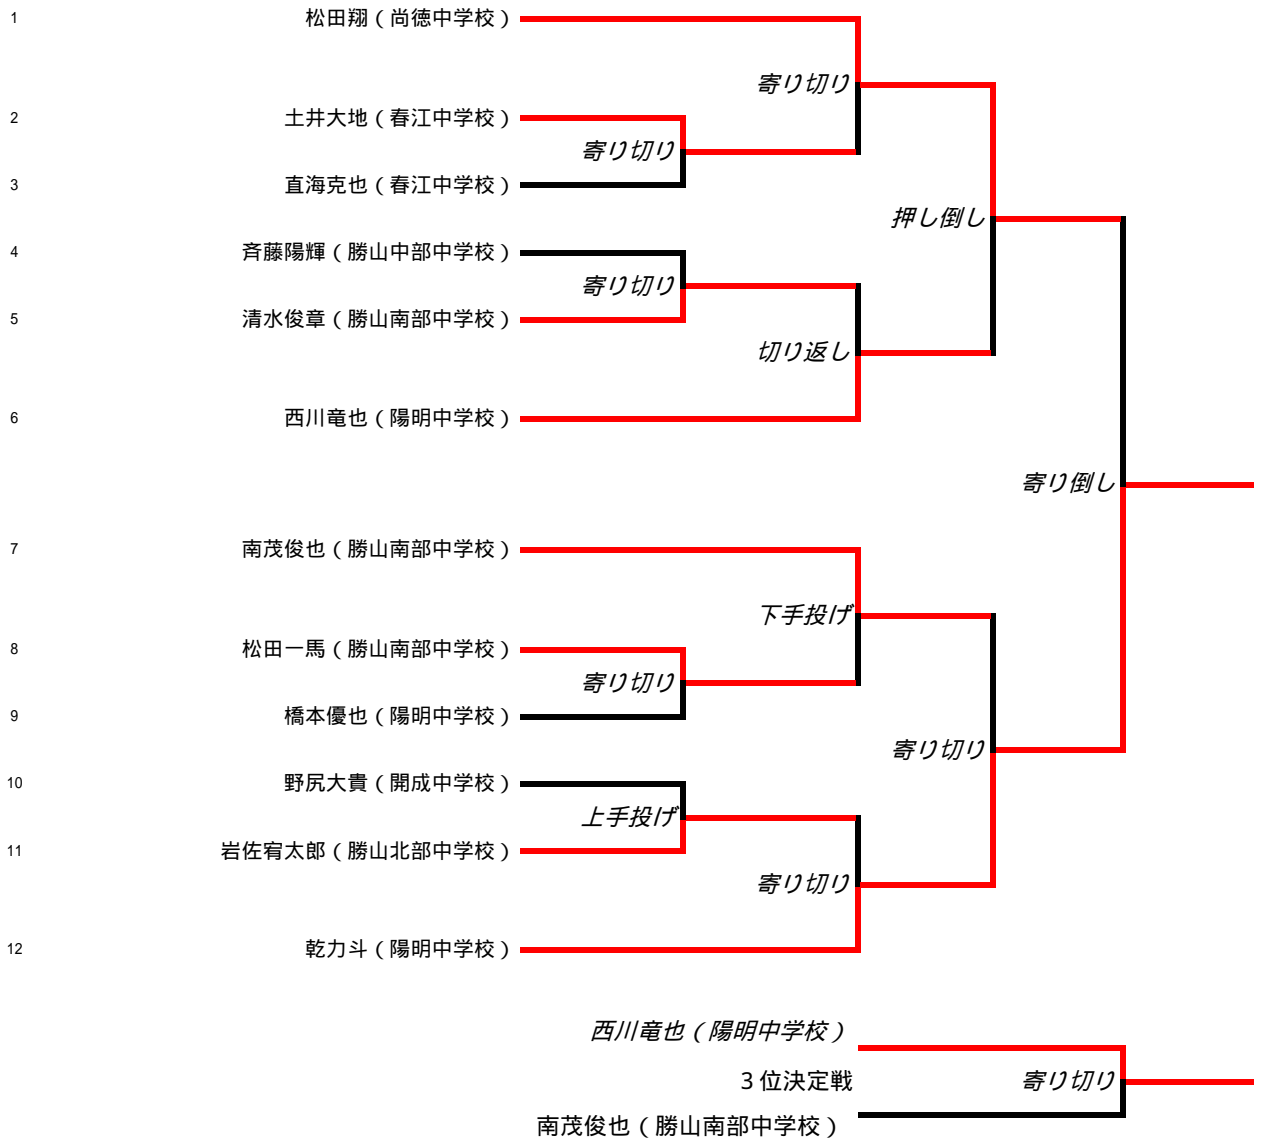 1 松田翔（尚徳中学校）
寄り切り
2 土井大地（春江中学校）
寄り切り
3 直海克也（春江中学校）
押し倒し
4 斉藤陽輝（勝山中部中学校）
寄り切り
5 清水俊章（勝山南部中学校）
切り返し
6 西川竜也（陽明中学校）
寄り倒し
7 南茂俊也（勝山南部中学校）
下手投げ
8 松田一馬（勝山南部中学校）
寄り切り
9 橋本優也（陽明中学校）
寄り切り
10 野尻大貴（開成中学校）
上手投げ
11 岩佐宥太郎（勝山北部中学校）
寄り切り
12 乾力斗（陽明中学校）
西川竜也（陽明中学校）
３位決定戦 寄り切り
南茂俊也（勝山南部中学校）